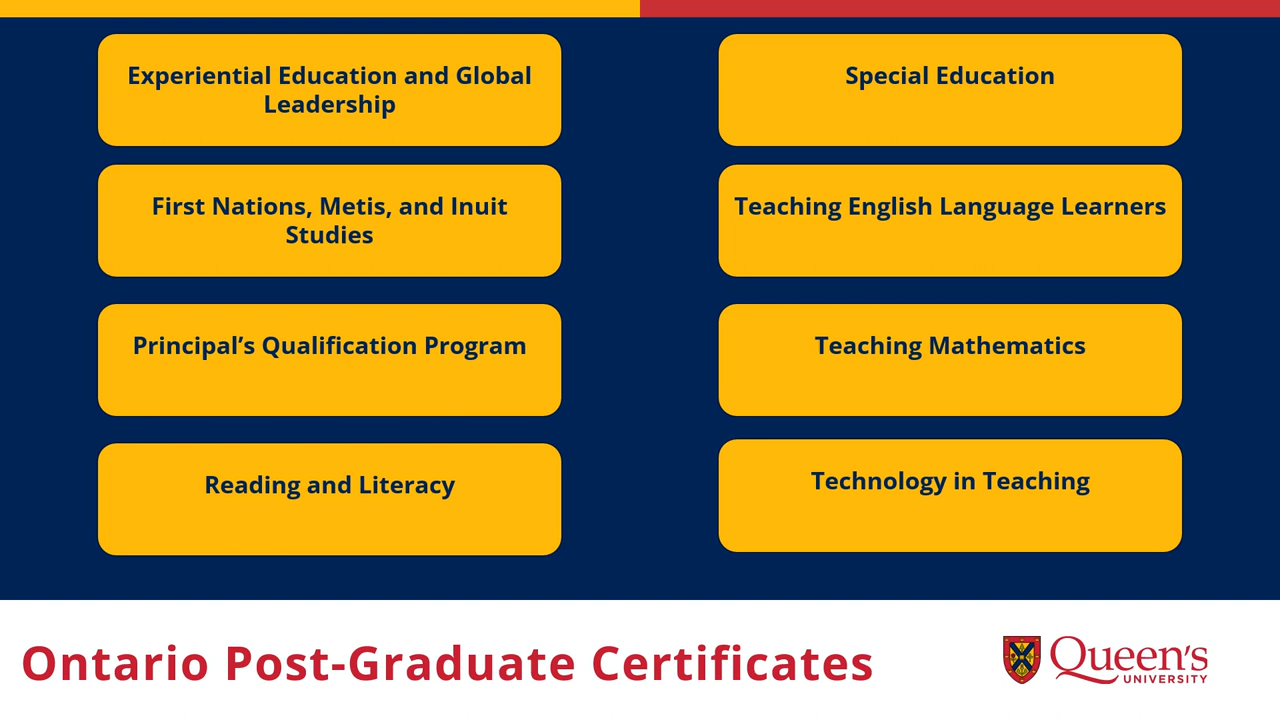 Experiential Education and Global
Leadership
Special Education
First Nations, Metis, and Inuit
Studies
Teaching English Language Learners
Principal’s Qualification Program
Teaching Mathematics
Reading and Literacy
Technology in Teaching
Ontario Post-Graduate Certificates
Queen's
UNIVERSITY